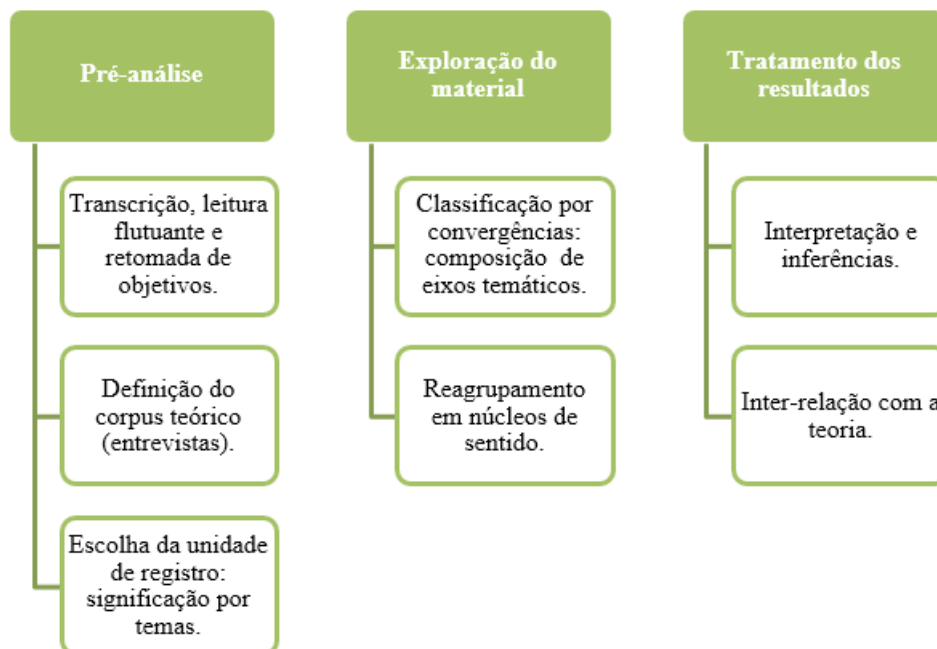 Pré-análise
Transcrição, leitura
flutuante e
retomada de
objetivos.
Definição do
corpus teórico
(entrevistas).
Escolha da unidade
de registro:
significação por
temas.
Exploração do
material
Classificação por
convergências:
composição de
eixos temáticos.
Reagrupamento
em núcleos de
sentido.
Tratamento dos
resultados
Interpretação e
inferências.
Inter-relação com a
teoria.